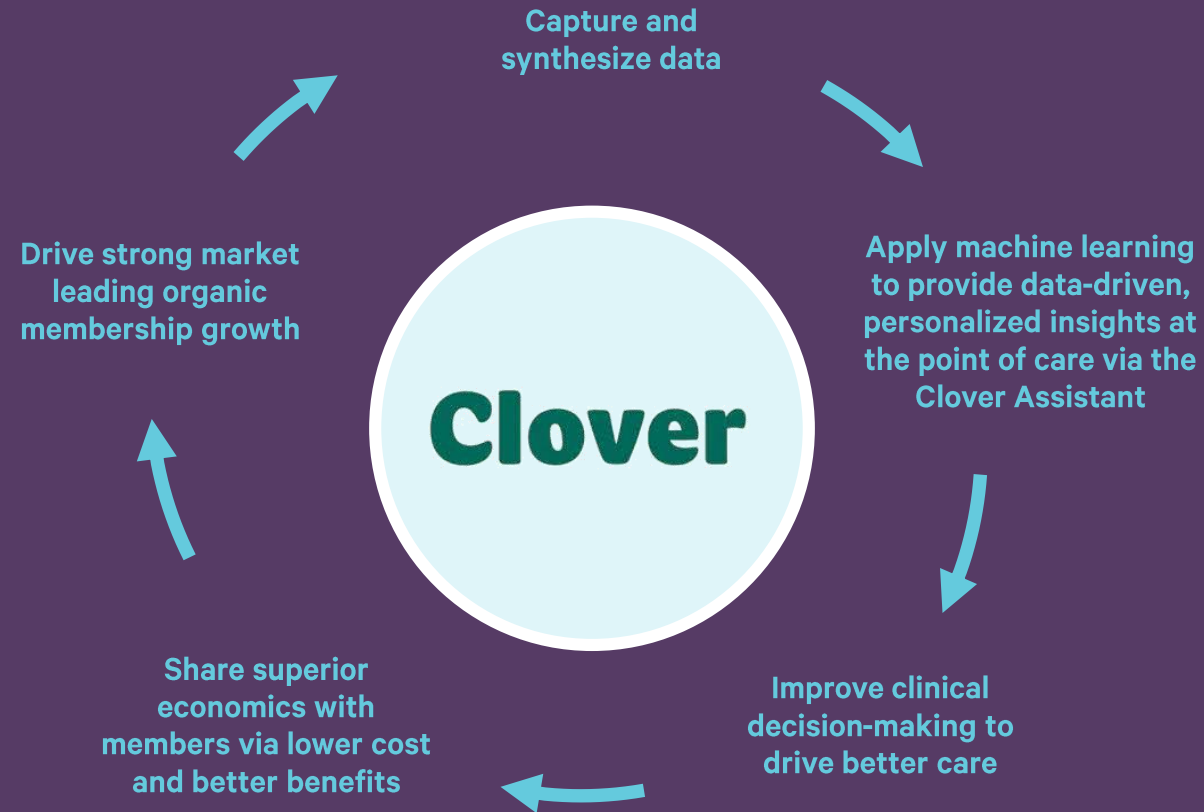 Capture and
synthesize data
Apply machine learning
to provide data-driven,
personalized insights at
the point of care via the
Clover Assistant
Improve clinical
decision-making to
drive better care
Share superior
economics with
members via lower cost
and better benefits
Drive strong market
leading organic
membership growth
Clover